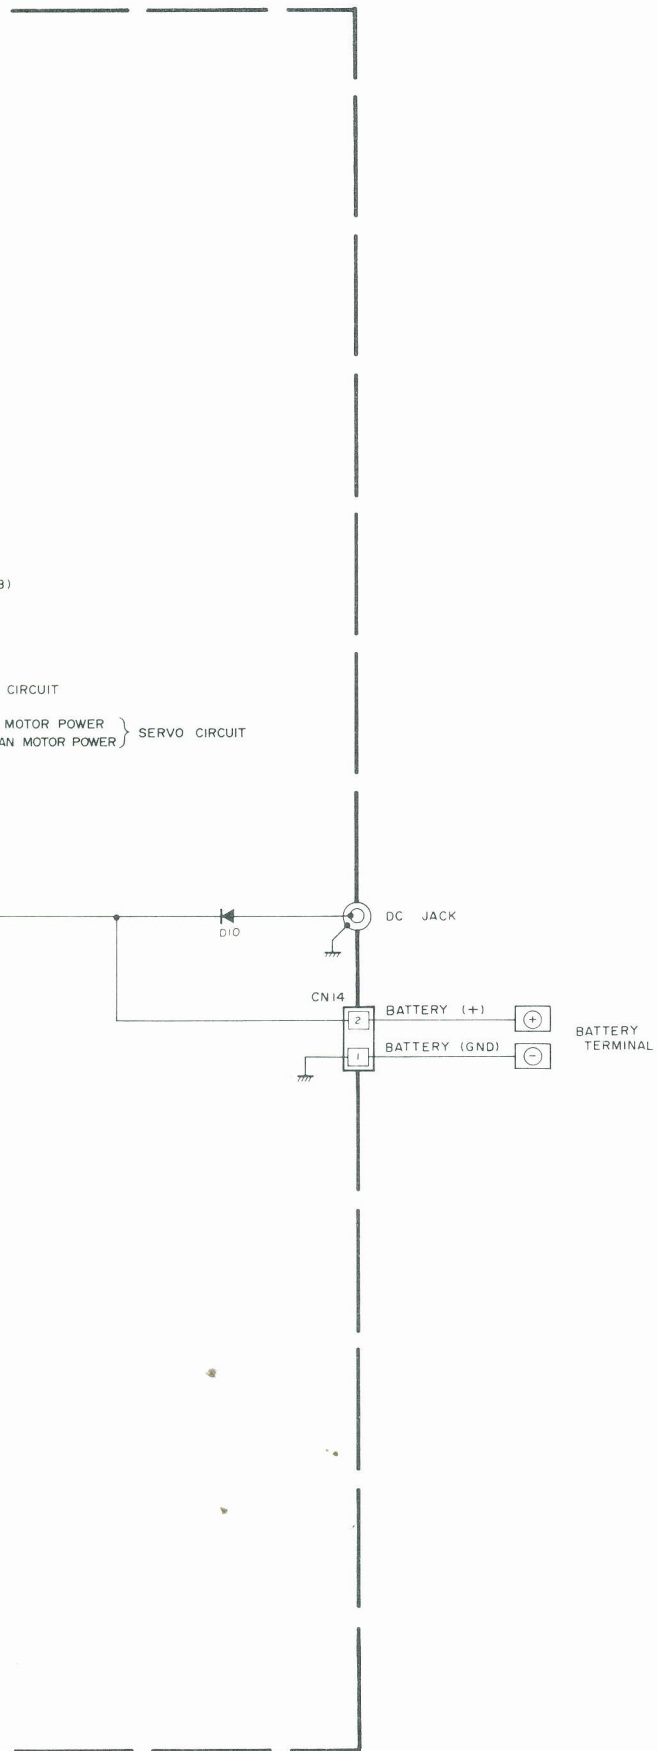 B)
CIRCUIT
MOTOR POWER
AN MOTOR POWER
SERVO CIRCUIT
D10
DC JACK
CN14
2
BATTERY (+)
+
1
BATTERY (GND)
−
BATTERY
TERMINAL